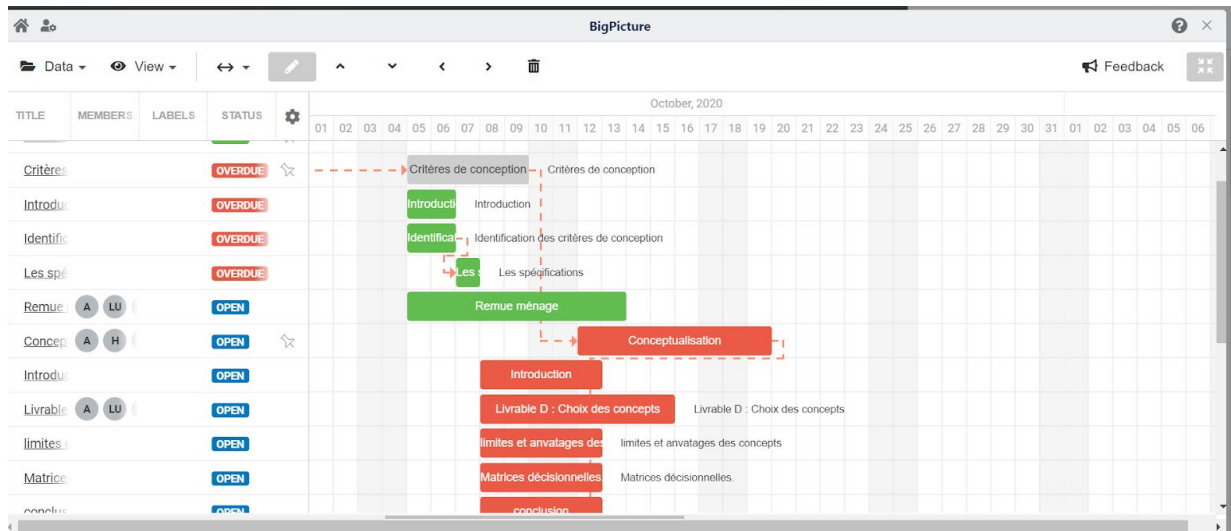 BigPicture
Data View Feedback
TITLE MEMBERS LABELS STATUS October, 2020
01 02 03 04 05 06 07 08 09 10 11 12 13 14 15 16 17 18 19 20 21 22 23 24 25 26 27 28 29 30 31 01 02 03 04 05 06
Critères OVERDUE Critères de conception Critères de conception
Introduc OVERDUE Introducti Introduction
Identific OVERDUE Identifica Identification des critères de conception
Les spé OVERDUE Les s Les spécifications
Remue A LU OPEN Remue ménage
Concep A H OPEN Conceptualisation
Introduc OPEN Introduction
Livrable A LU OPEN Livrable D : Choix des concepts Livrable D : Choix des concepts
limites OPEN limites et anvatages des limites et anvatages des concepts
Matrice OPEN Matrices décisionnelles. Matrices décisionnelles.
conclus OPEN conclusion